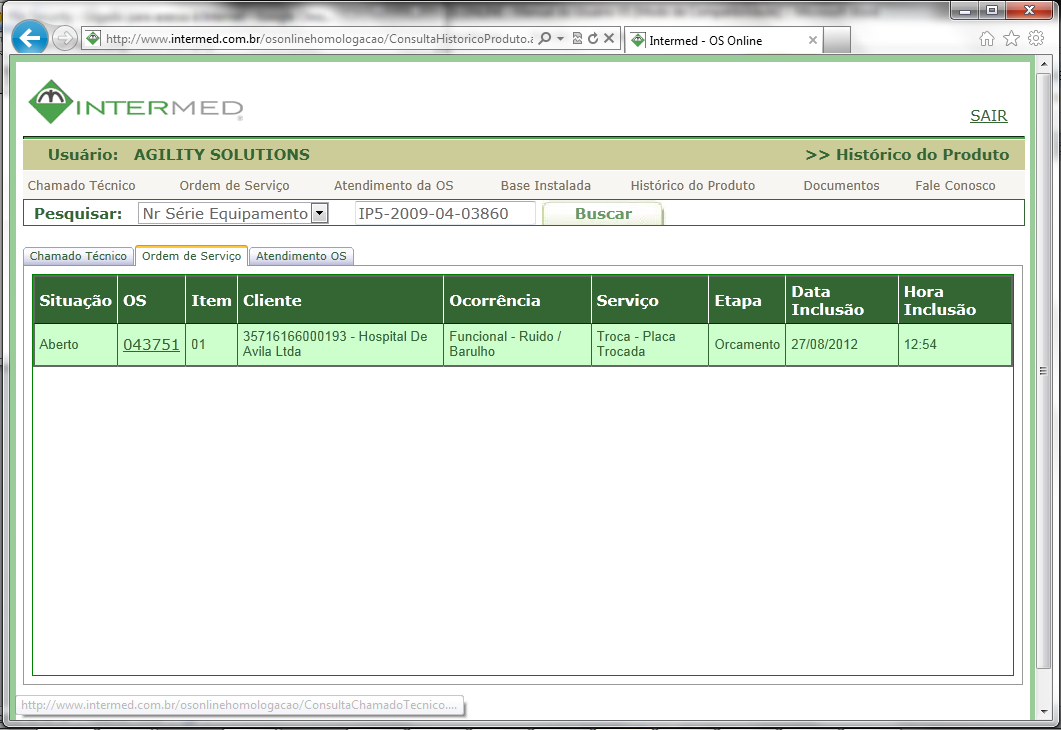 http://www.intermed.com.br/osonlinehomologacao/ConsultaHistoricoProduto.a
Intermed - OS Online
INTERMED
SAIR
Usuário: AGILITY SOLUTIONS >> Histórico do Produto
Chamado Técnico Ordem de Serviço Atendimento da OS Base Instalada Histórico do Produto Documentos Fale Conosco
Pesquisar: Nr Série Equipamento IP5-2009-04-03860 Buscar
Chamado Técnico Ordem de Serviço Atendimento OS
Situação OS Item Cliente Ocorrência Serviço Etapa Data Inclusão Hora Inclusão
Aberto 043751 01 35716166000193 - Hospital De Avila Ltda Funcional - Ruido / Barulho Troca - Placa Trocada Orcamento 27/08/2012 12:54
http://www.intermed.com.br/osonlinehomologacao/ConsultaChamadoTecnico....